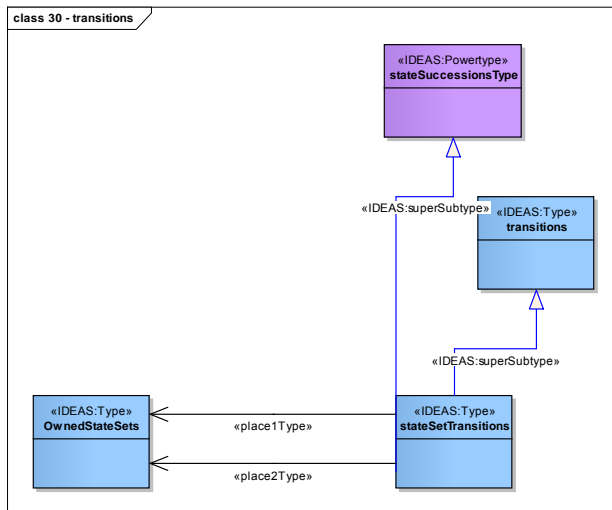 class 30 - transitions
«IDEAS:Powertype»
stateSuccessionsType
«IDEAS:superSubtype»
«IDEAS:Type»
transitions
«IDEAS:superSubtype»
«IDEAS:Type»
OwnedStateSets
«place1Type»
«place2Type»
«IDEAS:Type»
stateSetTransitions